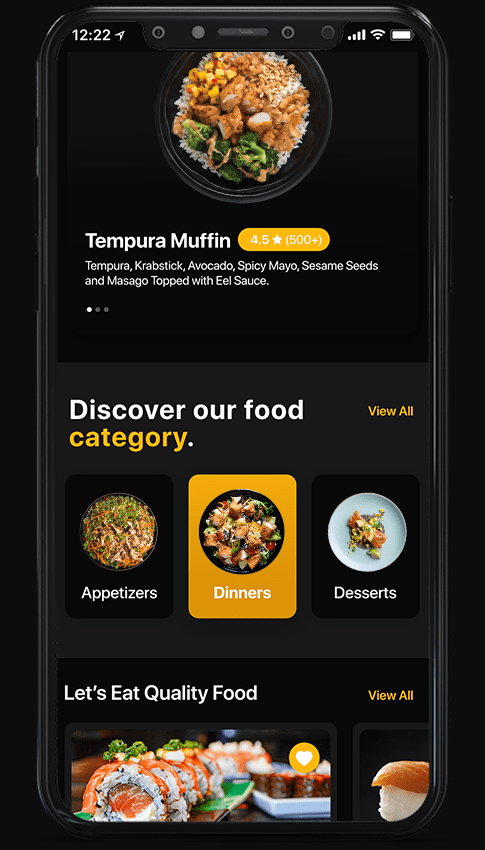 12:22
Tempura Muffin 4.5 ★ (500+)
Tempura, Krabstick, Avocado, Spicy Mayo, Sesame Seeds
and Masago Topped with Eel Sauce.
Discover our food
category.
View All
Appetizers
Dinners
Desserts
Let’s Eat Quality Food
View All